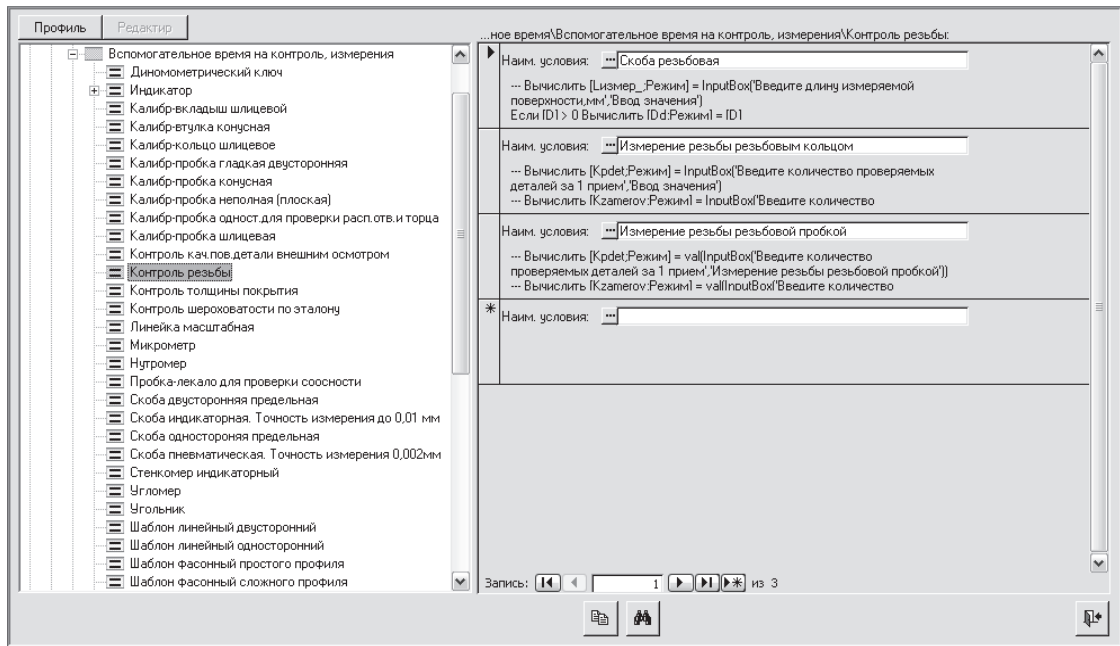 Профиль
Редактир
...ное время\Вспомогательное время на контроль, измерения\Контроль резьбы:
Вспомогательное время на контроль, измерения
Диномометрический ключ
Индикатор
Калибр-вкладыш шлицевой
Калибр-втулка конусная
Калибр-кольцо шлицевое
Калибр-пробка гладкая двусторонняя
Калибр-пробка конусная
Калибр-пробка неполная (плоская)
Калибр-пробка одност.для проверки расп.отв.и торца
Калибр-пробка шлицевая
Контроль кач.пов.детали внешним осмотром
Контроль резьбы
Контроль толщины покрытия
Контроль шероховатости по эталону
Линейка масштабная
Микрометр
Нутромер
Пробка-лекало для проверки соосности
Скоба двусторонняя предельная
Скоба индикаторная. Точность измерения до 0,01 мм
Скоба одностороняя предельная
Скоба пневматическая. Точность измерения 0,002мм
Стенкомер индикаторный
Угломер
Угольник
Шаблон линейный двусторонний
Шаблон линейный односторонний
Шаблон фасонный простого профиля
Шаблон фасонный сложного профиля
Наим. условия: ... Скоба резьбовая
--- Вычислить [Lизмер_;Режим] = InputBox('Введите длину измеряемой
поверхности,мм','Ввод значения')
Если [D] > 0 Вычислить [Dd;Режим] = [D]
Наим. условия: ... Измерение резьбы резьбовым кольцом
--- Вычислить [Kpdet;Режим] = InputBox('Введите количество проверяемых
деталей за 1 прием','Ввод значения')
--- Вычислить [Kzamerov;Режим] = InputBox('Введите количество
Наим. условия: ... Измерение резьбы резьбовой пробкой
--- Вычислить [Kpdet;Режим] = val(InputBox('Введите количество
проверяемых деталей за 1 прием','Измерение резьбы резьбовой пробкой'))
--- Вычислить [Kzamerov;Режим] = val(InputBox('Введите количество
Наим. условия: ...
Запись: 1 из 3